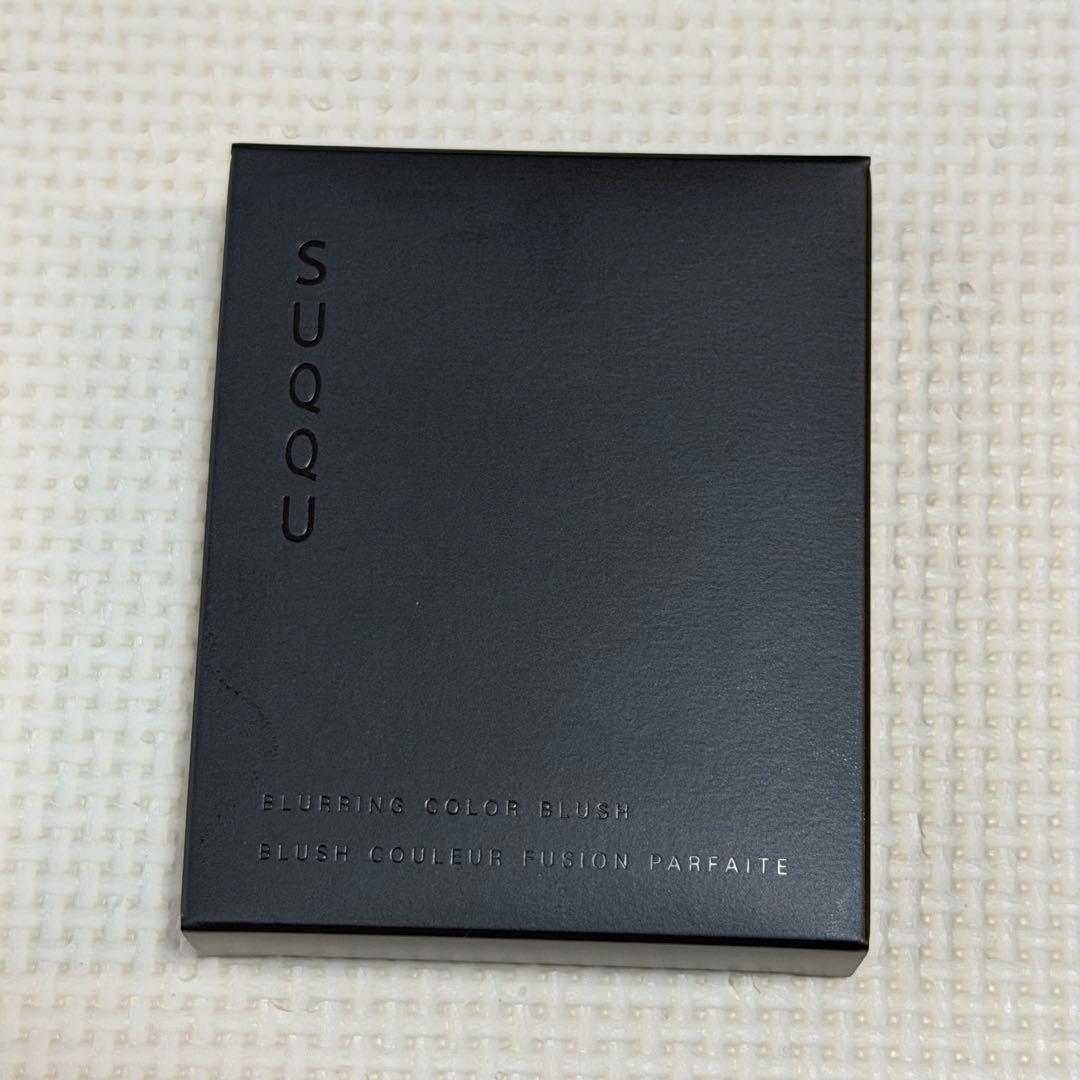 SUQQU
BLURRING COLOR BLUSH
BLUSH COULEUR FUSION PARFAITE